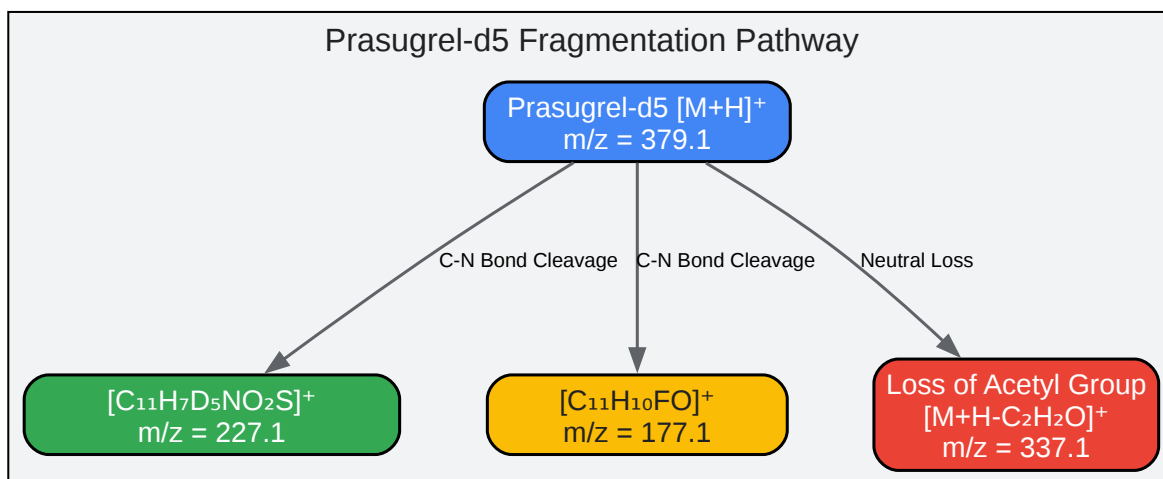 Prasugrel-d5 Fragmentation Pathway
Prasugrel-d5 [M+H]⁺
m/z = 379.1
C-N Bond Cleavage
C-N Bond Cleavage
Neutral Loss
[C₁₁H₇D₅NO₂S]⁺
m/z = 227.1
[C₁₁H₁₀FO]⁺
m/z = 177.1
Loss of Acetyl Group
[M+H-C₂H₂O]⁺
m/z = 337.1